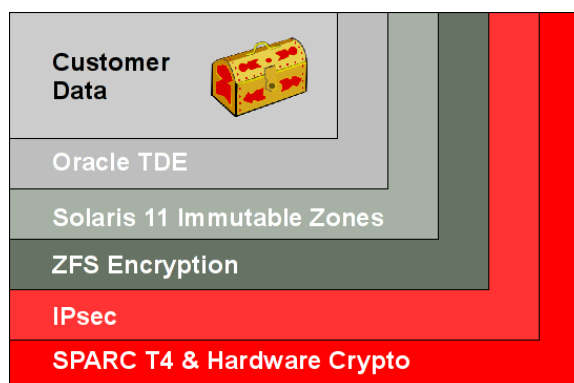 Customer
Data
Oracle TDE
Solaris 11 Immutable Zones
ZFS Encryption
IPsec
SPARC T4 & Hardware Crypto